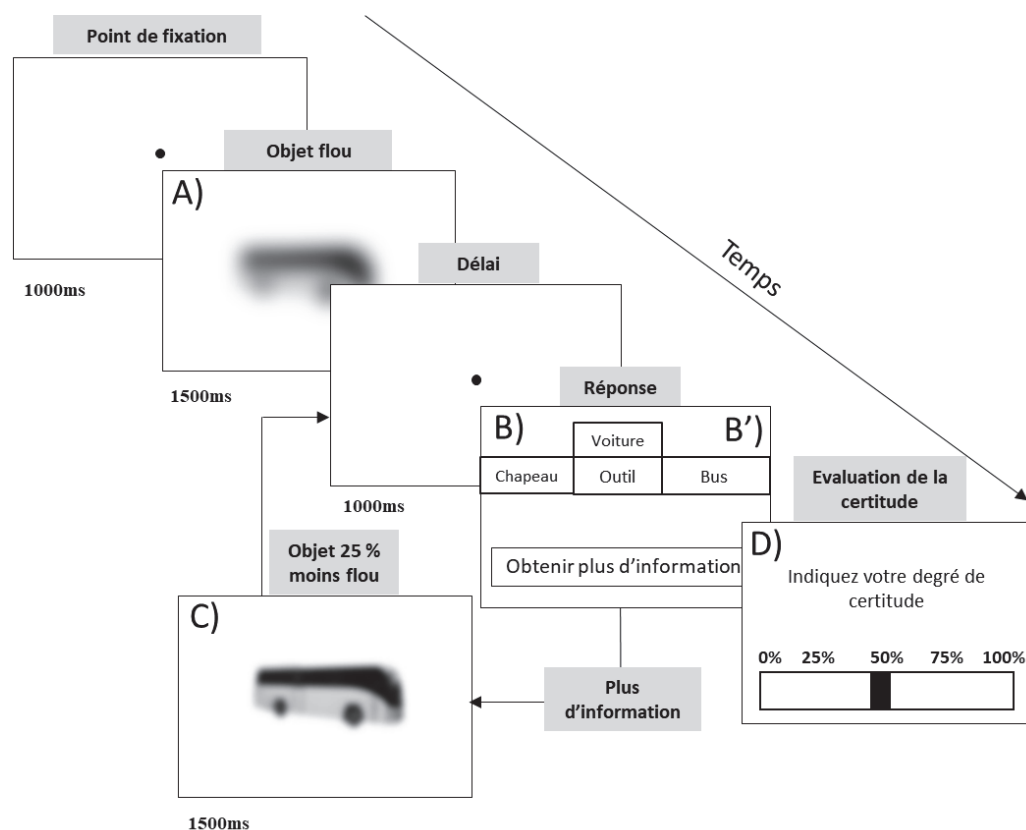 Point de fixation
1000ms
Objet flou
A)
1500ms
Temps
Délai
1000ms
Réponse
B)
B’)
Voiture
Chapeau
Outil
Bus
Obtenir plus d’information
Evaluation de la
certitude
D)
Indiquez votre degré de
certitude
0% 25% 50% 75% 100%
Objet 25 %
moins flou
C)
1500ms
Plus
d’information